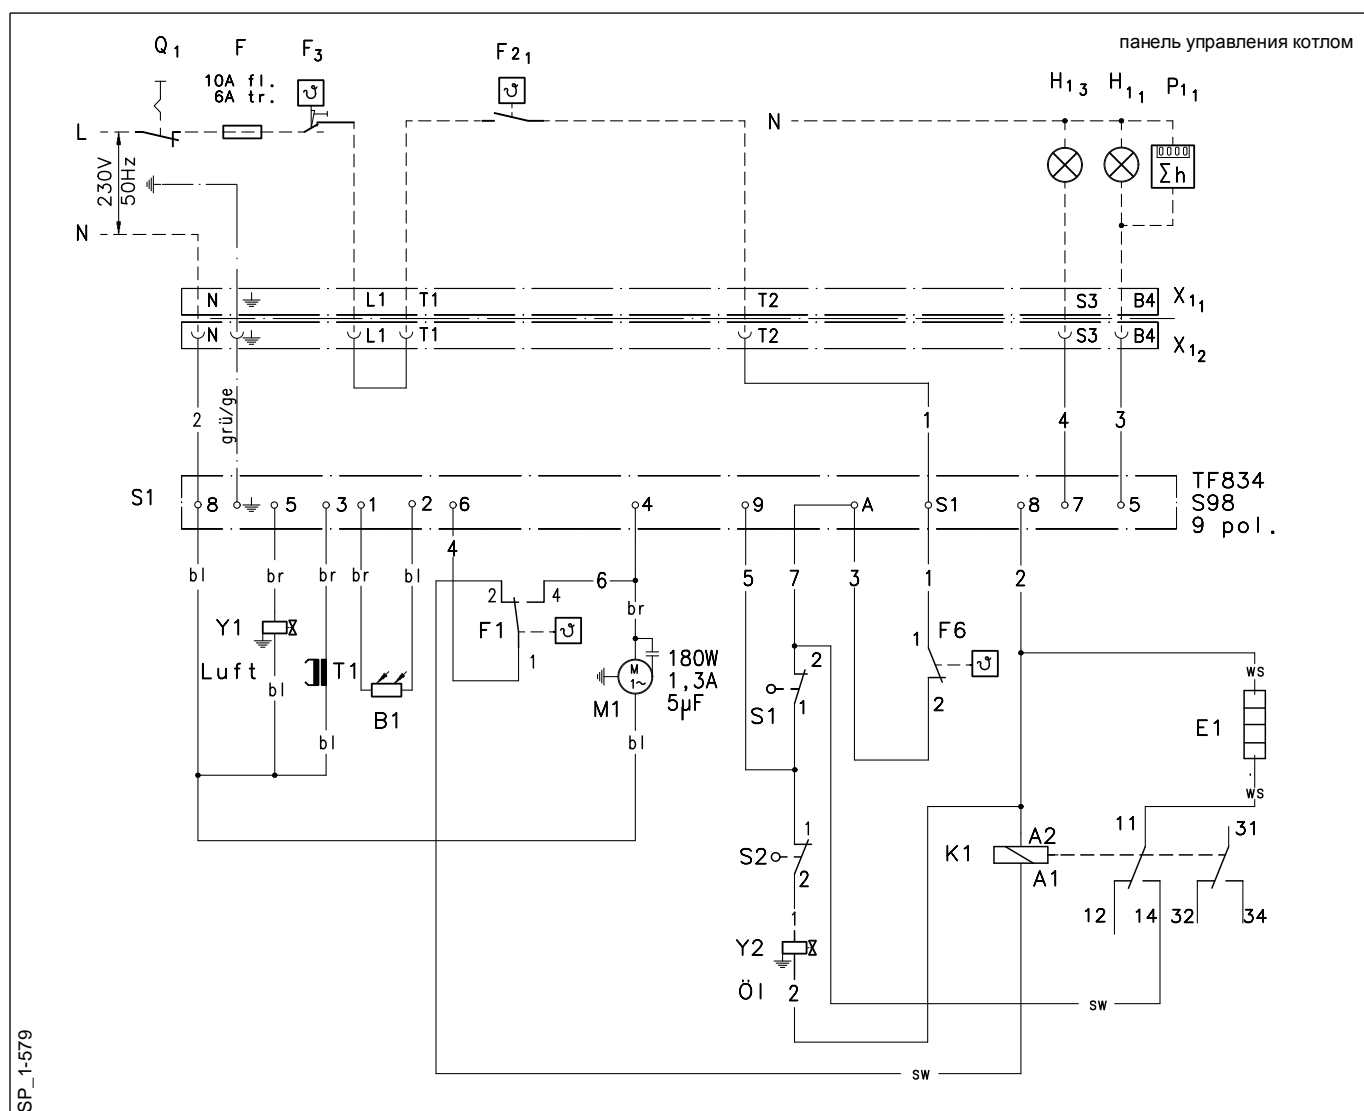 панель управления котлом
Q1 F F3 F21 H13 H11 P11
10A fl.
6A tr.
ϑ ϑ
L N
230V
50Hz
0000
Σh
N
N L1 T1 T2 S3 B4 X11
N L1 T1 T2 S3 B4 X12
2 grü/ge 1 4 3
S1 TF834
S98
9 pol.
8 5 3 1 2 6 4 9 A S1 8 7 5
4
bl br br br bl 6 5 7 3 1 2
2 4 br
Y1 F1 ϑ 1 F6 ϑ
Luft T1 1 M
1~ 180W
1,3A
5µF
2 ws
bl B1 M1 S1 1 2 E1
bl bl
ws
1 11 31
S2 K1 A2
2 A1
12 14 32 34
1
Y2
Öl 2
sw
sw
SP_1-579